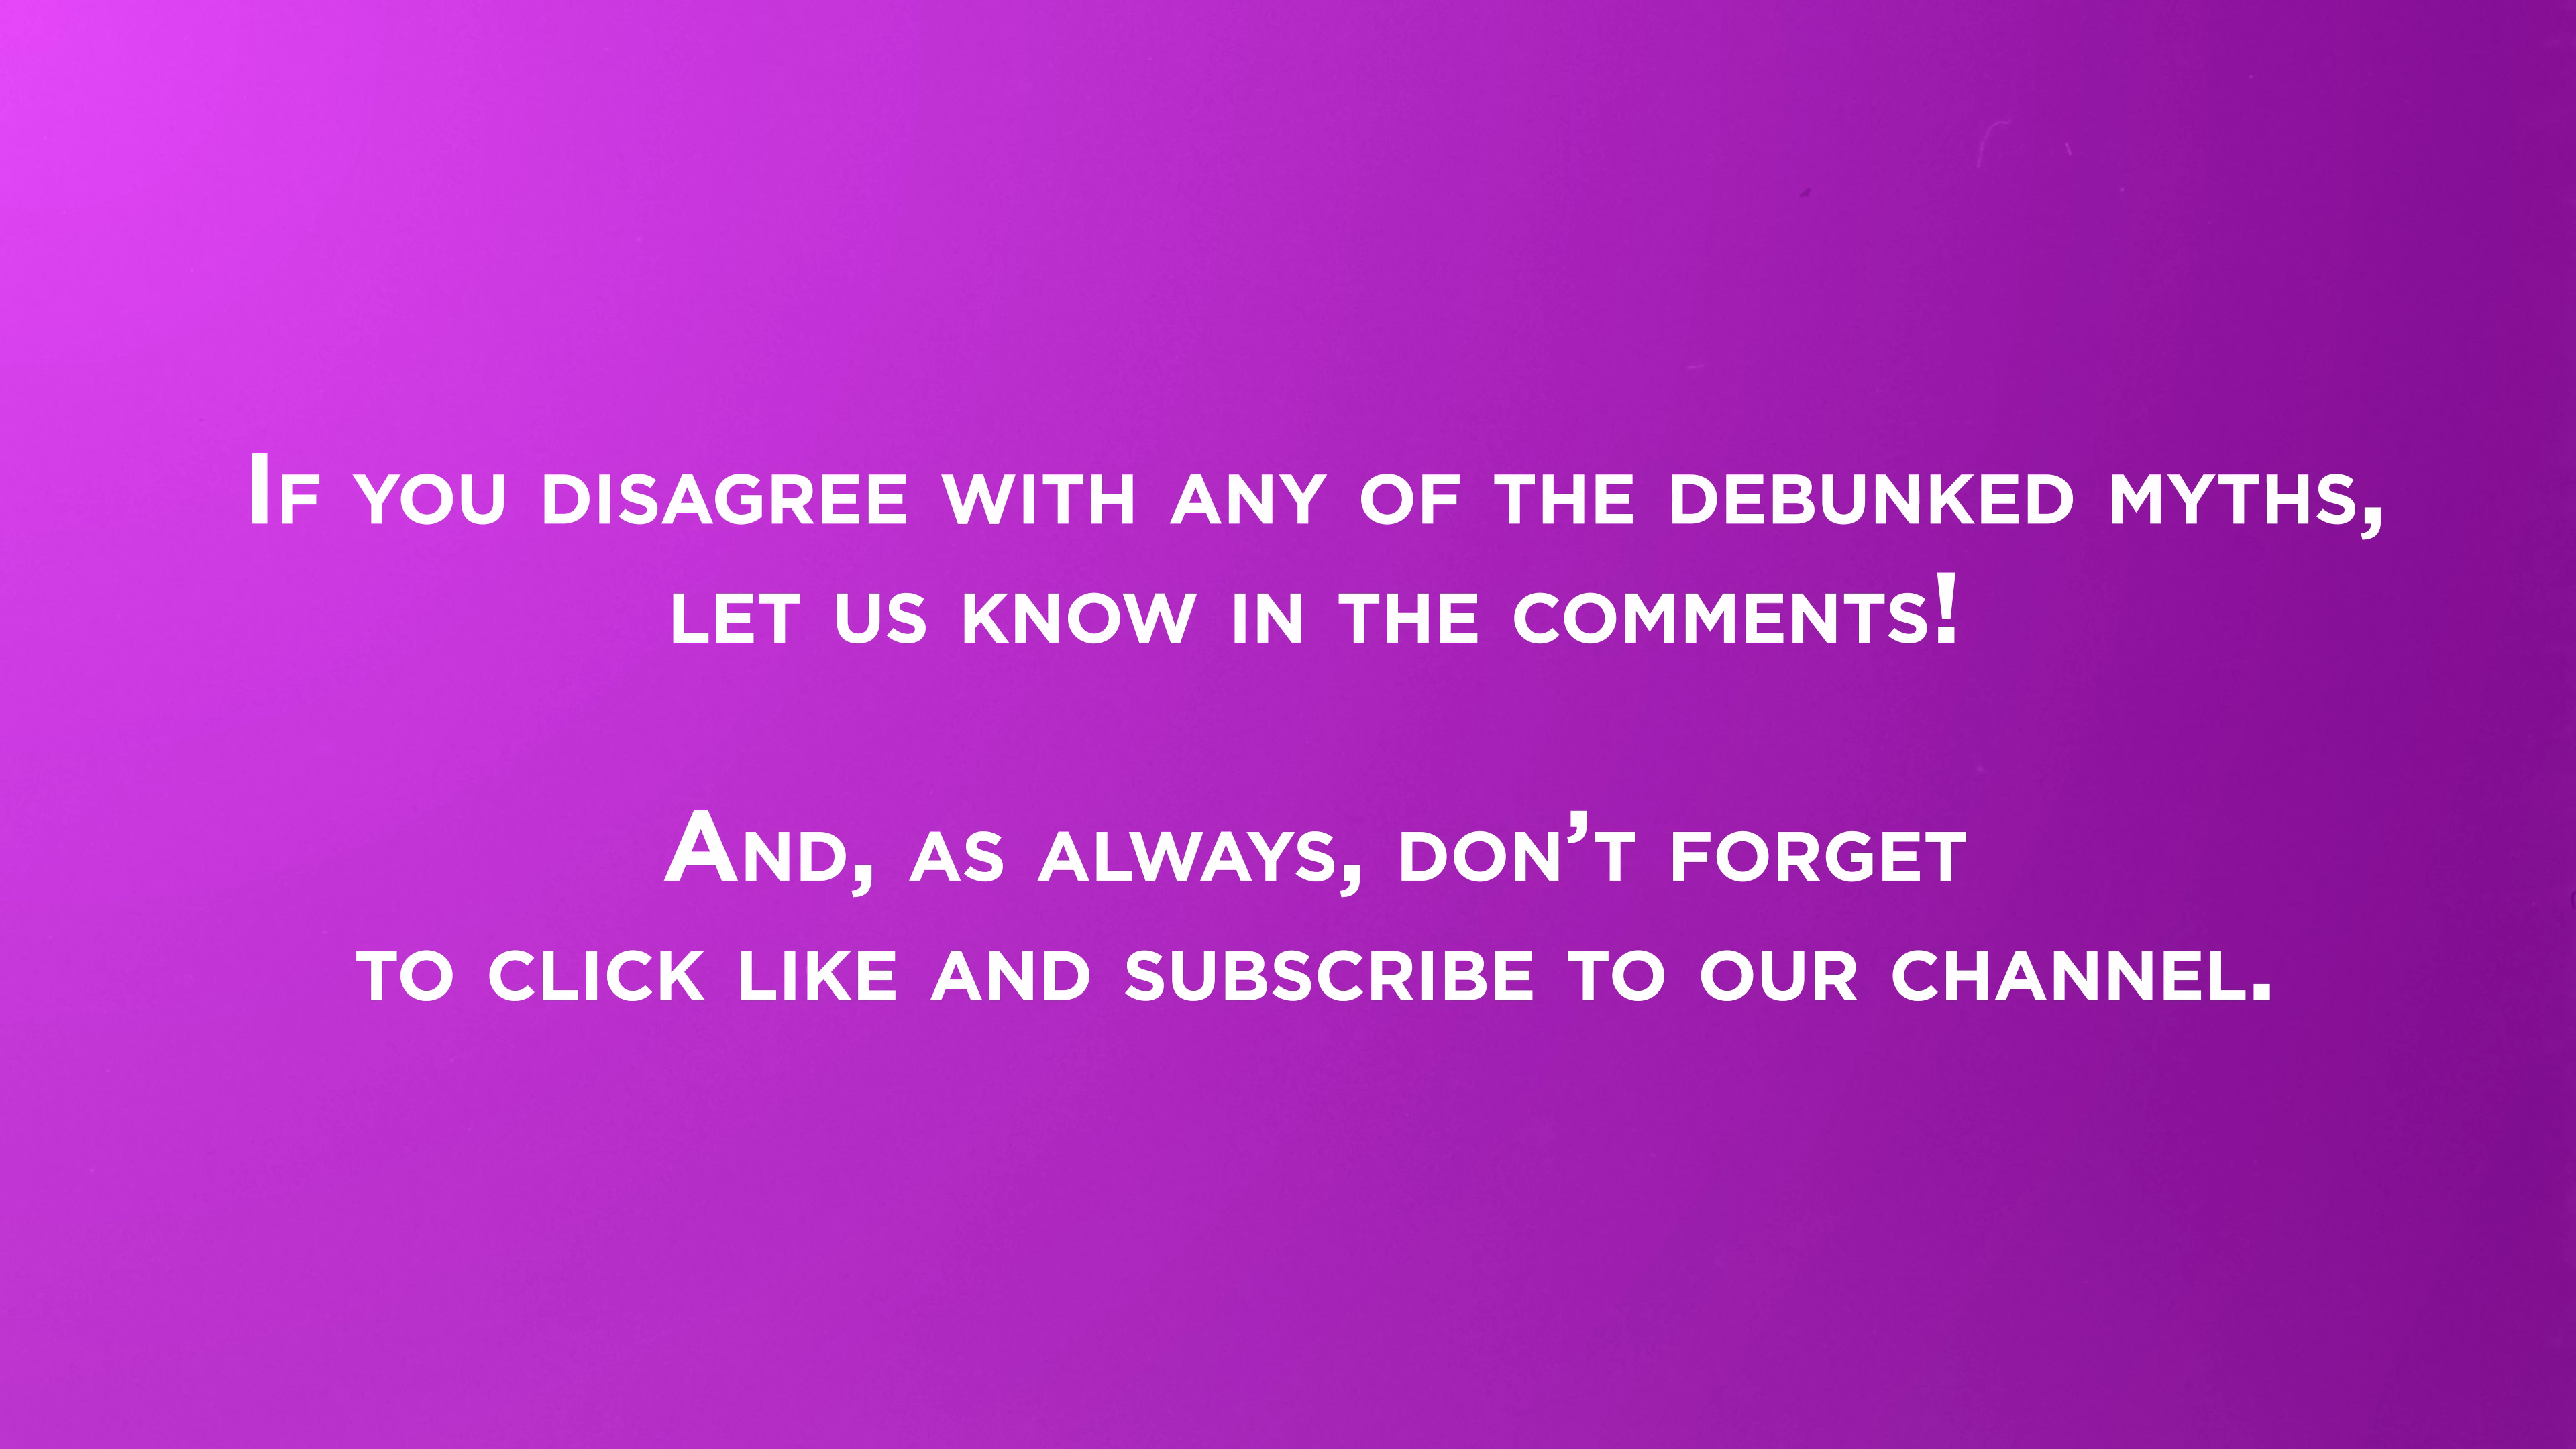 If you disagree with any of the debunked myths,
let us know in the comments!
And, as always, don’t forget
to click like and subscribe to our channel.